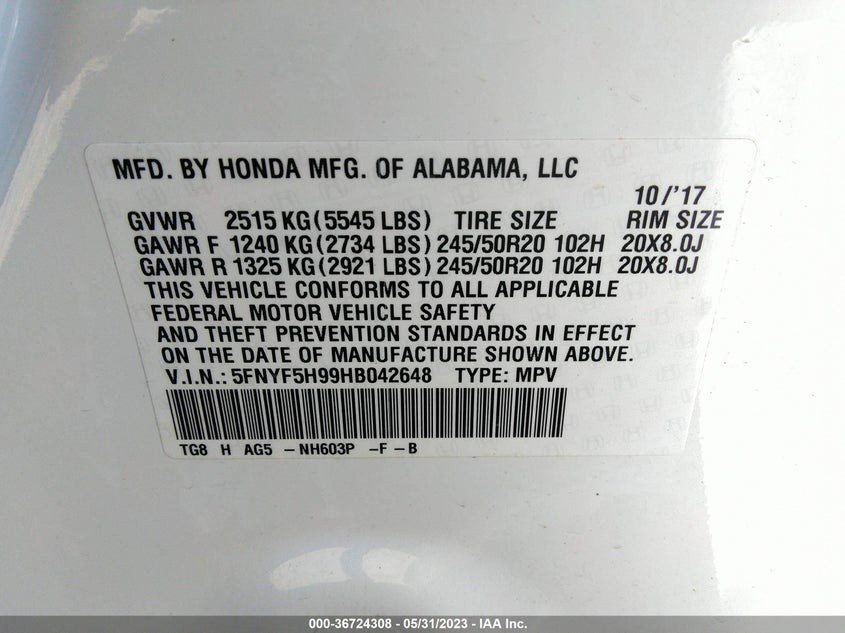 MFD. BY HONDA MFG. OF ALABAMA, LLC
10/'17
GVWR 2515 KG (5545 LBS) TIRE SIZE RIM SIZE
GAWR F 1240 KG (2734 LBS) 245/50R20 102H 20X8.0J
GAWR R 1325 KG (2921 LBS) 245/50R20 102H 20X8.0J
THIS VEHICLE CONFORMS TO ALL APPLICABLE
FEDERAL MOTOR VEHICLE SAFETY
AND THEFT PREVENTION STANDARDS IN EFFECT
ON THE DATE OF MANUFACTURE SHOWN ABOVE.
V.I.N.: 5FNYF5H99HB042648 TYPE: MPV
TG8 H AG5 -NH603P -F-B
000-36724308 - 05/31/2023 - IAA Inc.